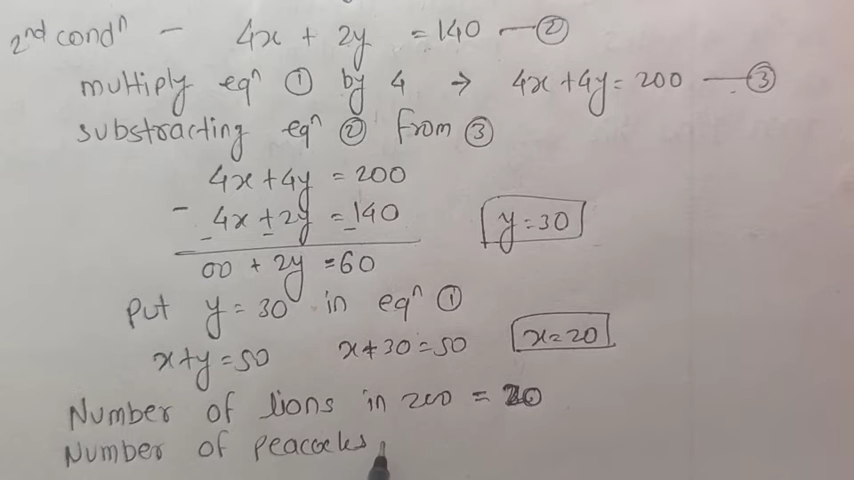 2nd condⁿ - 4x + 2y = 140 — ②
multiply eqⁿ ① by 4 → 4x + 4y = 200 — ③
substracting eqⁿ ② from ③
4x + 4y = 200
- 4x + 2y = 140
- - -
00 + 2y = 60
y = 30
Put y = 30 in eqⁿ ①
x + y = 50 x + 30 = 50 x = 20
Number of lions in zoo = 20
Number of peacocks